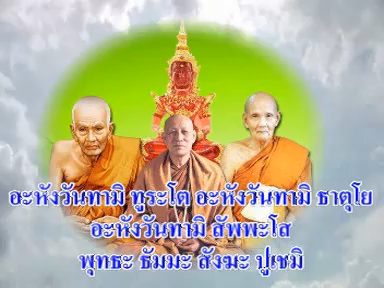 อะหังวันทามิ ทูระโต อะหังวันทามิ ธาตุโย
อะหังวันทามิ สัพพะโส
พุทธะ ธัมมะ สังฆะ ปูเชมิ